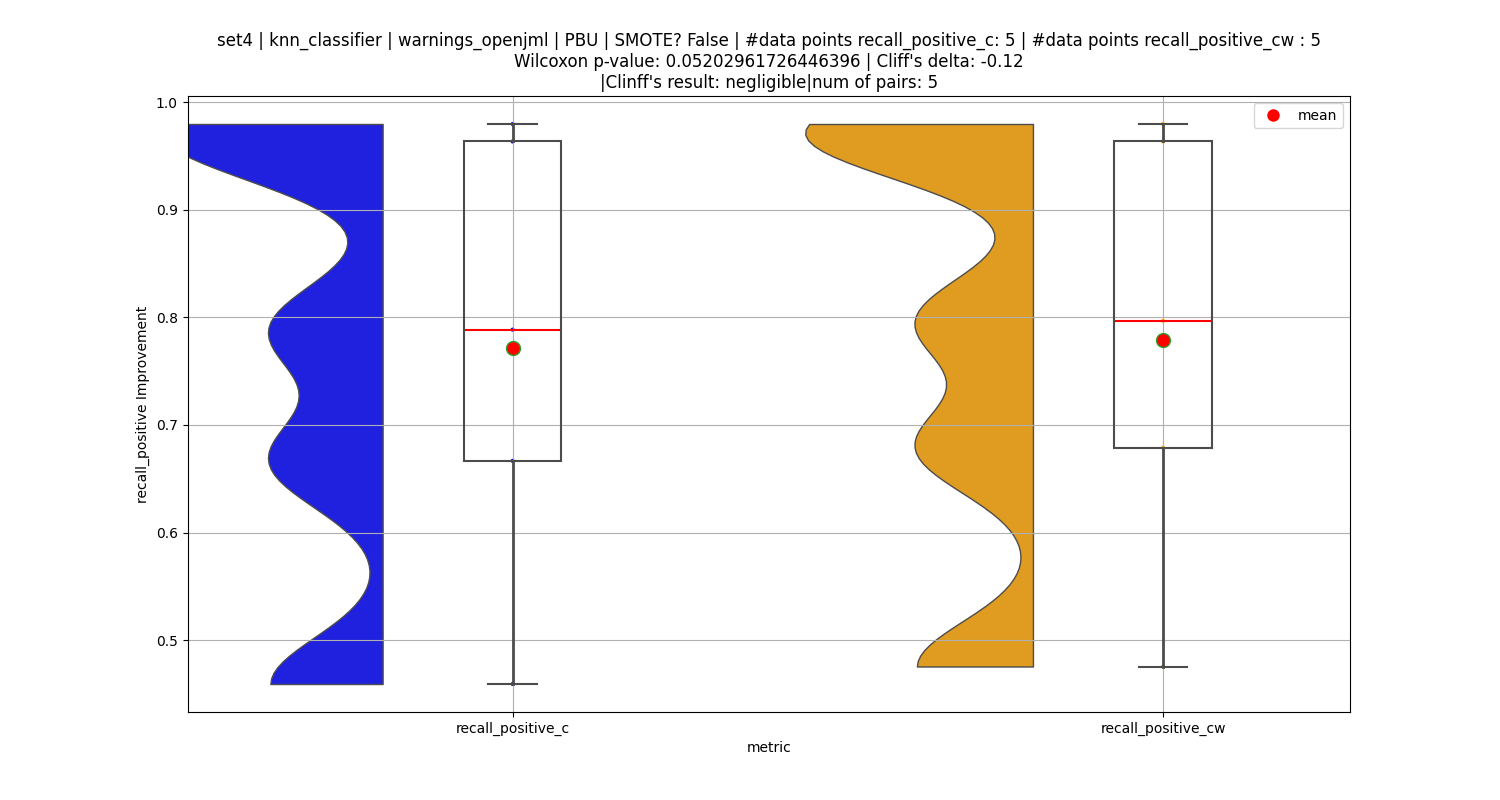 set4 | knn_classifier | warnings_openjml | PBU | SMOTE? False | #data points recall_positive_c: 5 | #data points recall_positive_cw : 5
Wilcoxon p-value: 0.05202961726446396 | Cliff's delta: -0.12
|Clinff's result: negligible|num of pairs: 5
mean
1.0
0.9
0.8
0.7
0.6
0.5
recall_positive Improvement
recall_positive_c
recall_positive_cw
metric